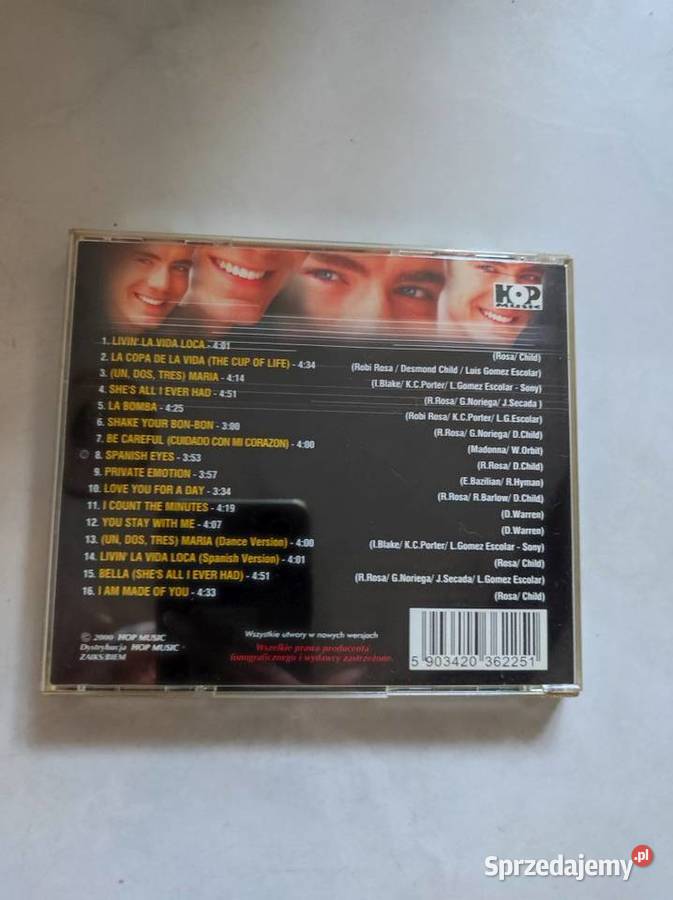 HOP
MUSIC
1. LIVIN' LA VIDA LOCA - 4:01 (Rosa/ Child)
2. LA COPA DE LA VIDA (THE CUP OF LIFE) - 4:34 (Robi Rosa / Desmond Child / Luis Gomez Escolar)
3. (UN, DOS, TRES) MARIA - 4:14 (I.Blake/ K.C.Porter/ L.Gomez Escolar - Sony)
4. SHE'S ALL I EVER HAD - 4:51 (R.Rosa/ G.Noriega/ J.Secada )
5. LA BOMBA - 4:25 (Robi Rosa/ K.C.Porter/ L.G.Escolar)
6. SHAKE YOUR BON-BON - 3:00 (R.Rosa/ G.Noriega/ D.Child)
7. BE CAREFUL (CUIDADO CON MI CORAZON) - 4:00 (Madonna/ W.Orbit)
8. SPANISH EYES - 3:53 (R.Rosa/ D.Child)
9. PRIVATE EMOTION - 3:57 (E.Bazilian/ R.Hyman)
10. LOVE YOU FOR A DAY - 3:34 (R.Rosa/ R.Barlow/ D.Child)
11. I COUNT THE MINUTES - 4:19 (D.Warren)
12. YOU STAY WITH ME - 4:07 (D.Warren)
13. (UN, DOS, TRES) MARIA (Dance Version) - 4:00 (I.Blake/ K.C.Porter/ L.Gomez Escolar - Sony)
14. LIVIN' LA VIDA LOCA (Spanish Version) - 4:01 (Rosa/ Child)
15. BELLA (SHE'S ALL I EVER HAD) - 4:51 (R.Rosa/ G.Noriega/ J.Secada/ L.Gomez Escolar)
16. I AM MADE OF YOU - 4:33 (Rosa/ Child)
© 2000 HOP MUSIC
Dystrybucja HOP MUSIC
ZAIKS/BIEM
Wszystkie utwory w nowych wersjach
Wszelkie prawa producenta
fonograficznego i wydawcy zastrzeżone.
5 903420 362251
Sprzedajemy.pl